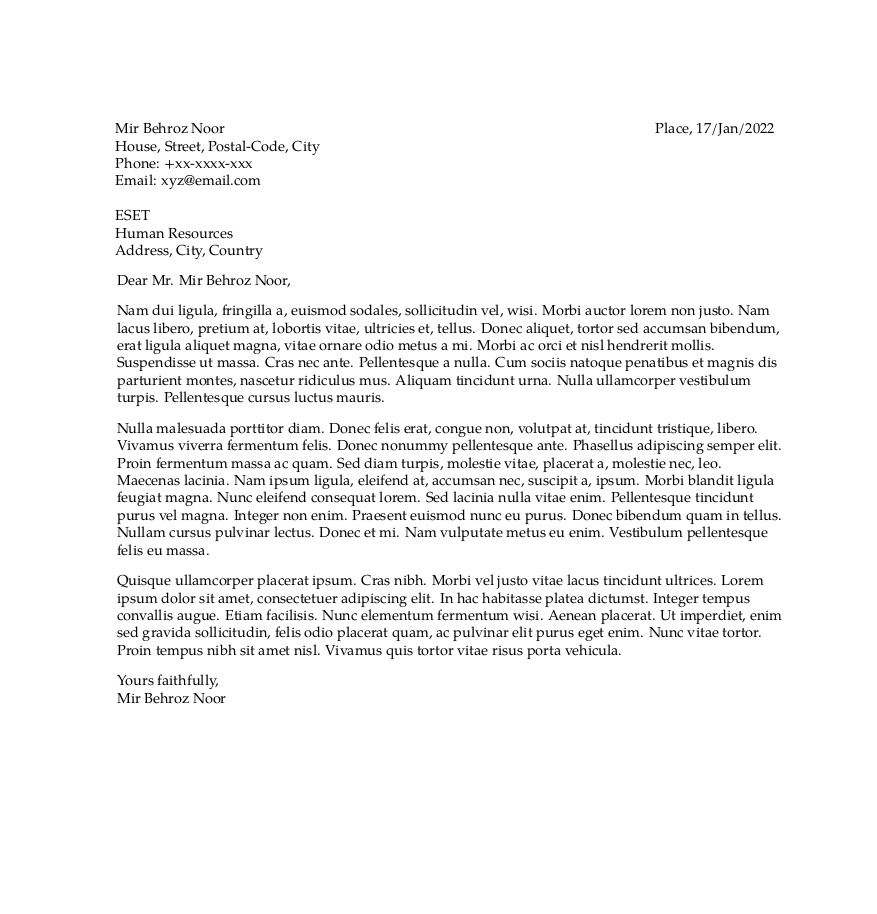 Mir Behroz Noor
Place, 17/Jan/2022
House, Street, Postal-Code, City
Phone: +xx-xxxx-xxx
Email: xyz@email.com
ESET
Human Resources
Address, City, Country
Dear Mr. Mir Behroz Noor,
Nam dui ligula, fringilla a, euismod sodales, sollicitudin vel, wisi. Morbi auctor lorem non justo. Nam
lacus libero, pretium at, lobortis vitae, ultricies et, tellus. Donec aliquet, tortor sed accumsan bibendum,
erat ligula aliquet magna, vitae ornare odio metus a mi. Morbi ac orci et nisl hendrerit mollis.
Suspendisse ut massa. Cras nec ante. Pellentesque a nulla. Cum sociis natoque penatibus et magnis dis
parturient montes, nascetur ridiculus mus. Aliquam tincidunt urna. Nulla ullamcorper vestibulum
turpis. Pellentesque cursus luctus mauris.
Nulla malesuada porttitor diam. Donec felis erat, congue non, volutpat at, tincidunt tristique, libero.
Vivamus viverra fermentum felis. Donec nonummy pellentesque ante. Phasellus adipiscing semper elit.
Proin fermentum massa ac quam. Sed diam turpis, molestie vitae, placerat a, molestie nec, leo.
Maecenas lacinia. Nam ipsum ligula, eleifend at, accumsan nec, suscipit a, ipsum. Morbi blandit ligula
feugiat magna. Nunc eleifend consequat lorem. Sed lacinia nulla vitae enim. Pellentesque tincidunt
purus vel magna. Integer non enim. Praesent euismod nunc eu purus. Donec bibendum quam in tellus.
Nullam cursus pulvinar lectus. Donec et mi. Nam vulputate metus eu enim. Vestibulum pellentesque
felis eu massa.
Quisque ullamcorper placerat ipsum. Cras nibh. Morbi vel justo vitae lacus tincidunt ultrices. Lorem
ipsum dolor sit amet, consectetuer adipiscing elit. In hac habitasse platea dictumst. Integer tempus
convallis augue. Etiam facilisis. Nunc elementum fermentum wisi. Aenean placerat. Ut imperdiet, enim
sed gravida sollicitudin, felis odio placerat quam, ac pulvinar elit purus eget enim. Nunc vitae tortor.
Proin tempus nibh sit amet nisl. Vivamus quis tortor vitae risus porta vehicula.
Yours faithfully,
Mir Behroz Noor